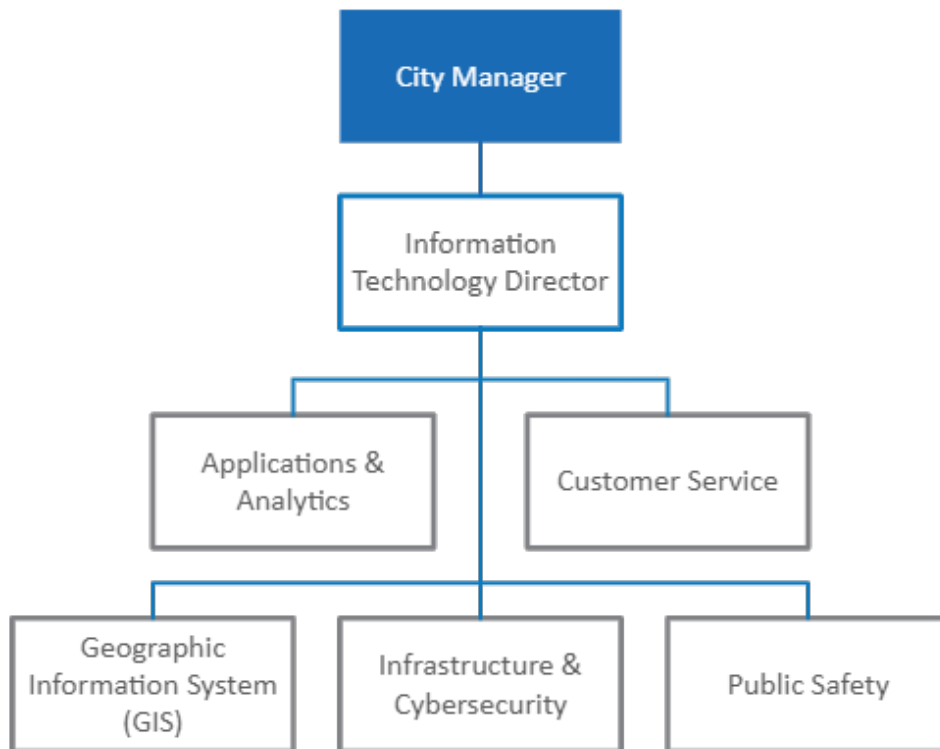 City Manager
Information
Technology Director
Applications &
Analytics
Customer Service
Geographic
Information System
(GIS)
Infrastructure &
Cybersecurity
Public Safety